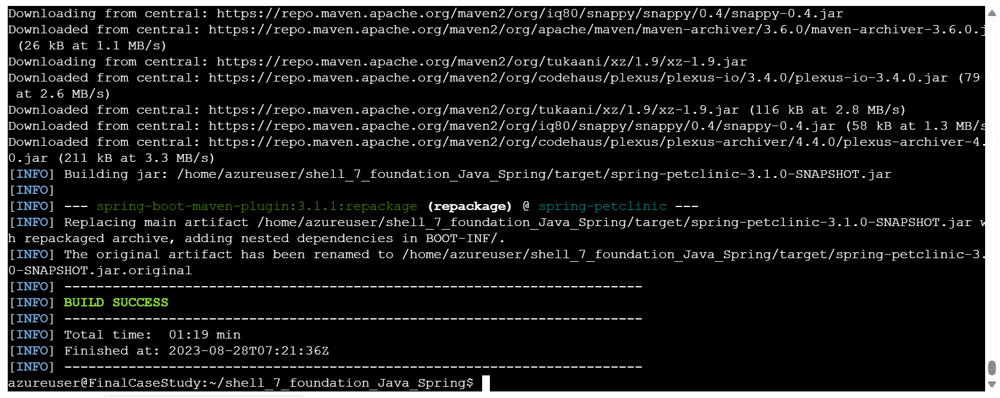 Downloading from central: https://repo.maven.apache.org/maven2/org/iq80/snappy/snappy/0.4/snappy-0.4.jar
Downloaded from central: https://repo.maven.apache.org/maven2/org/apache/maven/maven-archiver/3.6.0/maven-archiver-3.6.0.j
(26 kB at 1.1 MB/s)
Downloading from central: https://repo.maven.apache.org/maven2/org/tukaani/xz/1.9/xz-1.9.jar
Downloaded from central: https://repo.maven.apache.org/maven2/org/codehaus/plexus/plexus-io/3.4.0/plexus-io-3.4.0.jar (79
at 2.6 MB/s)
Downloaded from central: https://repo.maven.apache.org/maven2/org/tukaani/xz/1.9/xz-1.9.jar (116 kB at 2.8 MB/s)
Downloaded from central: https://repo.maven.apache.org/maven2/org/iq80/snappy/snappy/0.4/snappy-0.4.jar (58 kB at 1.3 MB/s
Downloaded from central: https://repo.maven.apache.org/maven2/org/codehaus/plexus/plexus-archiver/4.4.0/plexus-archiver-4.
0.jar (211 kB at 3.3 MB/s)
[INFO] Building jar: /home/azureuser/shell_7_foundation_Java_Spring/target/spring-petclinic-3.1.0-SNAPSHOT.jar
[INFO]
[INFO] --- spring-boot-maven-plugin:3.1.1:repackage (repackage) @ spring-petclinic ---
[INFO] Replacing main artifact /home/azureuser/shell_7_foundation_Java_Spring/target/spring-petclinic-3.1.0-SNAPSHOT.jar w
h repackaged archive, adding nested dependencies in BOOT-INF/.
[INFO] The original artifact has been renamed to /home/azureuser/shell_7_foundation_Java_Spring/target/spring-petclinic-3.
0-SNAPSHOT.jar.original
[INFO] ------------------------------------------------------------------------
[INFO] BUILD SUCCESS
[INFO] ------------------------------------------------------------------------
[INFO] Total time:  01:19 min
[INFO] Finished at: 2023-08-28T07:21:36Z
[INFO] ------------------------------------------------------------------------
azureuser@FinalCaseStudy:~/shell_7_foundation_Java_Spring$